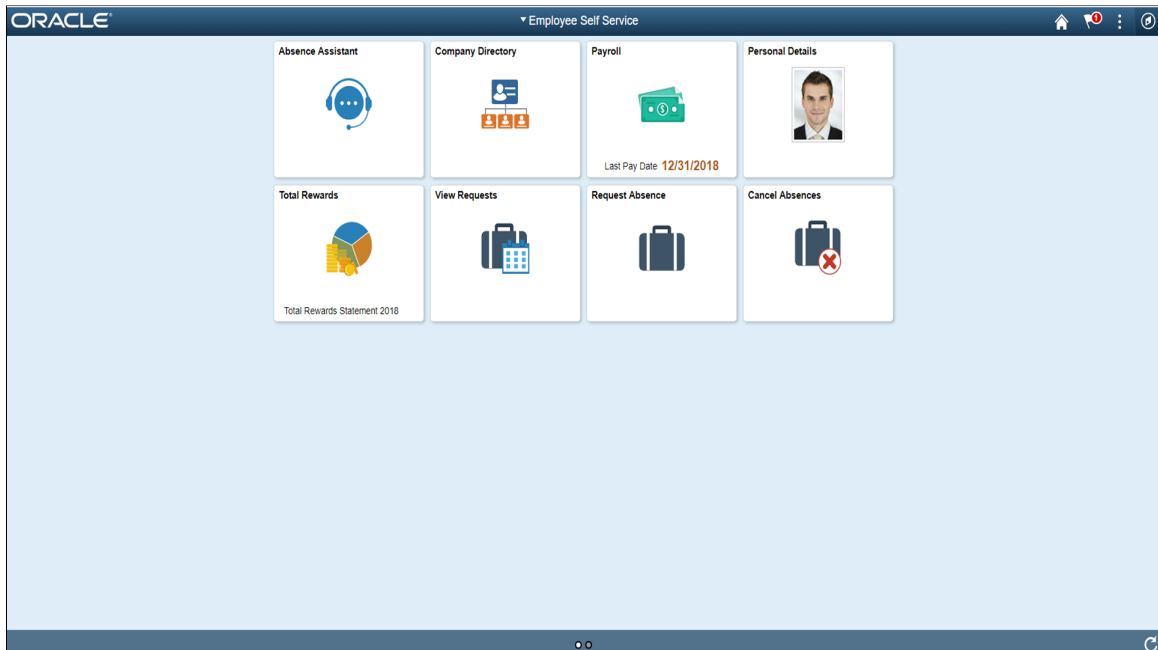 ORACLE
Employee Self Service
1
Absence Assistant
Company Directory
Payroll
Last Pay Date 12/31/2018
Personal Details
Total Rewards
Total Rewards Statement 2018
View Requests
Request Absence
Cancel Absences